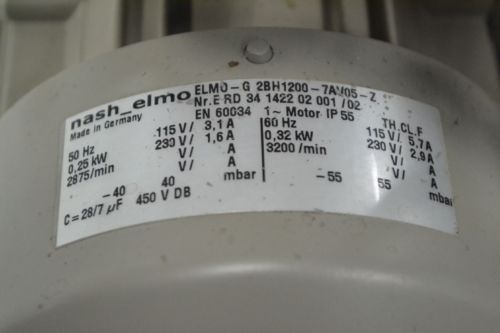 nash_elmo ELMO-G 2BH1200-7AV05-Z
Made in Germany Nr.E RD 34 1422 02 001 /02
EN 60034 1~ Motor IP 55 TH.CL.F
50 Hz 115 V/ 3,1 A 60 Hz 115 V/ 5,7 A
0,25 kW 230 V/ 1,6 A 0,32 kW 230 V/ 2,9 A
2875/min V/ A 3200/min V/ A
V/ A V/ A
-40 40 mbar -55 55 mbar
C=28/7 µF 450 V DB